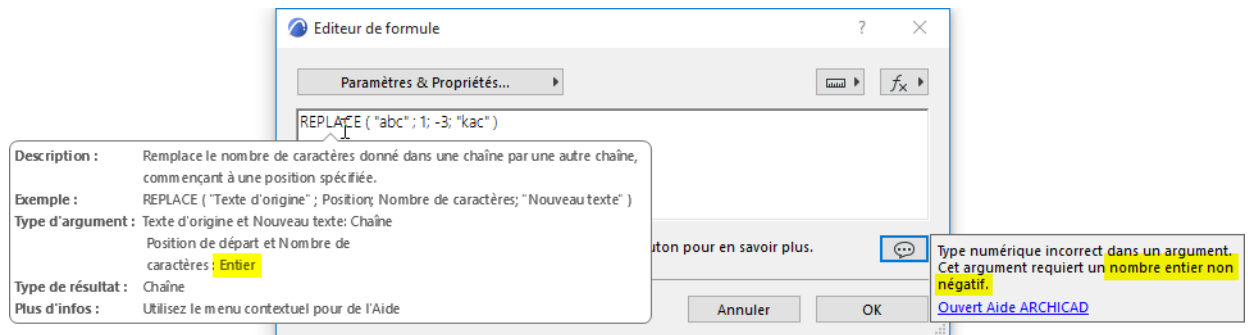 Editeur de formule
?
Paramètres & Propriétés...
fx
REPLACE ( "abc" ; 1; -3; "kac" )
Description : Remplace le nombre de caractères donné dans une chaîne par une autre chaîne,
commençant à une position spécifiée.
Exemple : REPLACE ( "Texte d'origine" ; Position; Nombre de caractères; "Nouveau texte" )
Type d'argument : Texte d'origine et Nouveau texte: Chaîne
Position de départ et Nombre de
caractères : Entier
Type de résultat : Chaîne
Plus d'infos : Utilisez le menu contextuel pour de l'Aide
uton pour en savoir plus.
Type numérique incorrect dans un argument.
Cet argument requiert un nombre entier non
négatif.
Ouvert Aide ARCHICAD
Annuler
OK